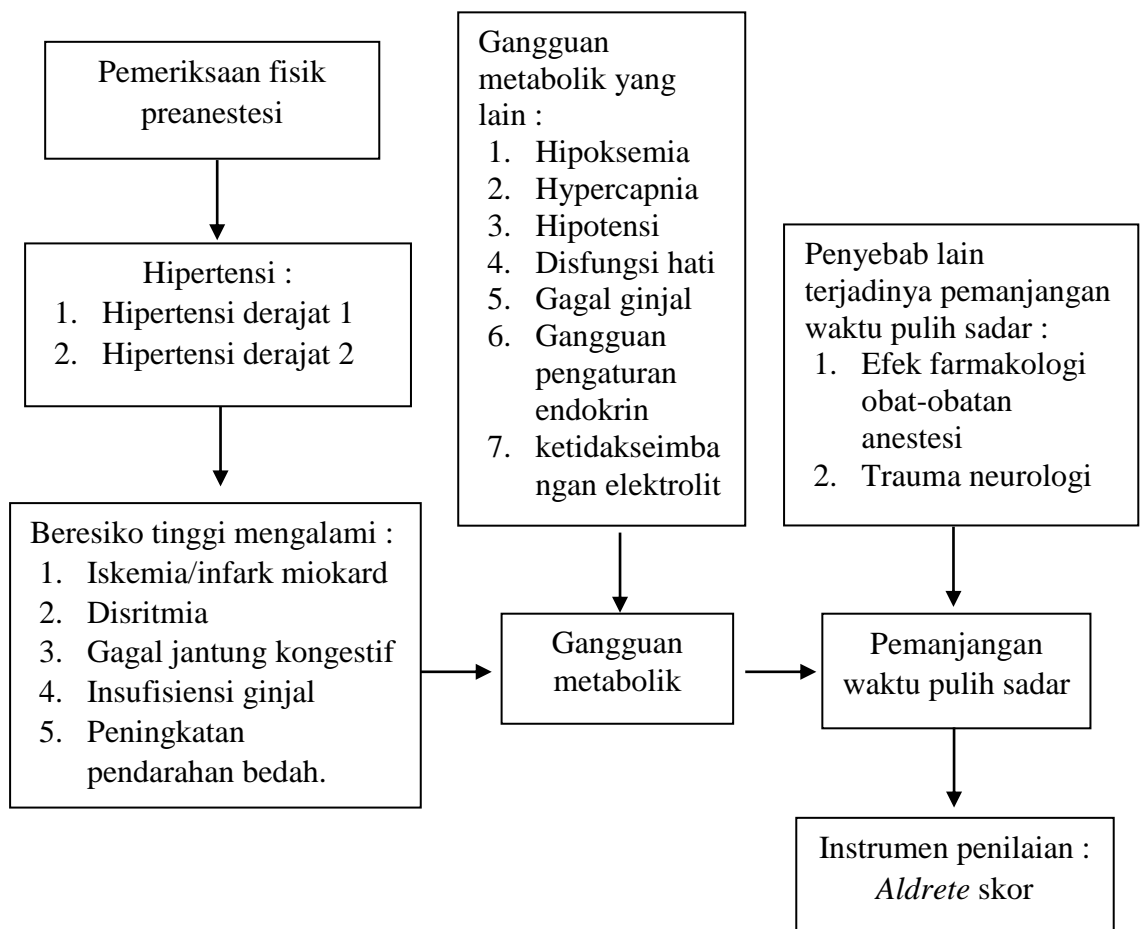 Pemeriksaan fisik
preanestesi
Hipertensi :
1. Hipertensi derajat 1
2. Hipertensi derajat 2
Beresiko tinggi mengalami :
1. Iskemia/infark miokard
2. Disritmia
3. Gagal jantung kongestif
4. Insufisiensi ginjal
5. Peningkatan
pendarahan bedah.
Gangguan
metabolik yang
lain :
1. Hipoksemia
2. Hypercapnia
3. Hipotensi
4. Disfungsi hati
5. Gagal ginjal
6. Gangguan
pengaturan
endokrin
7. ketidakseimba
ngan elektrolit
Gangguan
metabolik
Penyebab lain
terjadinya pemanjangan
waktu pulih sadar :
1. Efek farmakologi
obat-obatan
anestesi
2. Trauma neurologi
Pemanjangan
waktu pulih sadar
Instrumen penilaian :
Aldrete skor